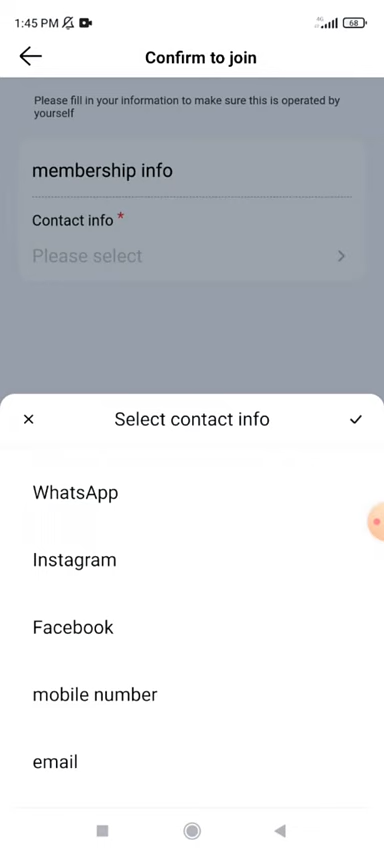 1:45 PM
4G
68
Confirm to join
Please fill in your information to make sure this is operated by
yourself
membership info
Contact info *
Please select
Select contact info
WhatsApp
Instagram
Facebook
mobile number
email